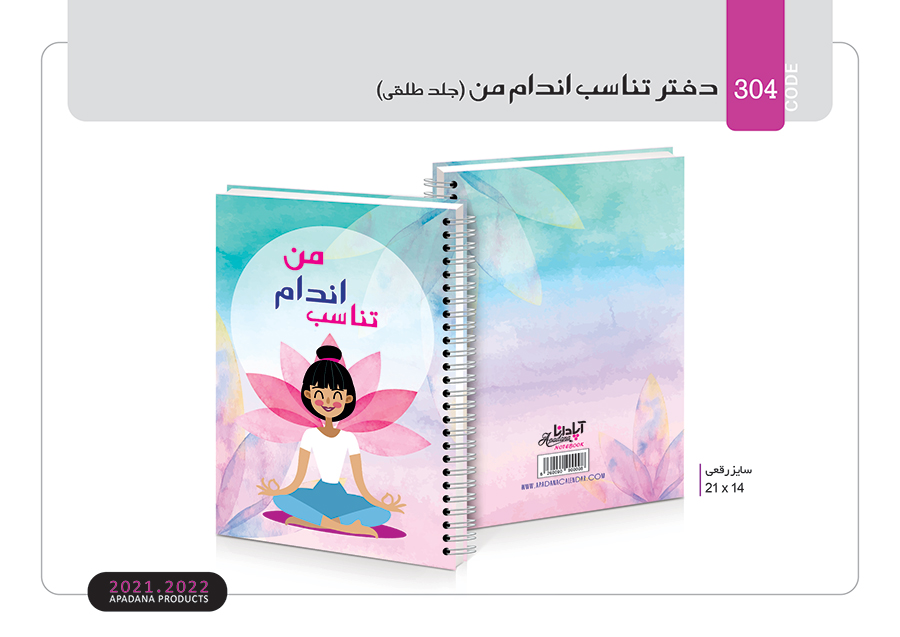 دفتر تناسب اندام من (جلد طلقی)
304
CODE
من
اندام
تناسب
آپادانا
Apadana
NOTEBOOK
WWW.APADANACALENDAR.COM
سایز رقعی
21 x 14
2021.2022
APADANA PRODUCTS